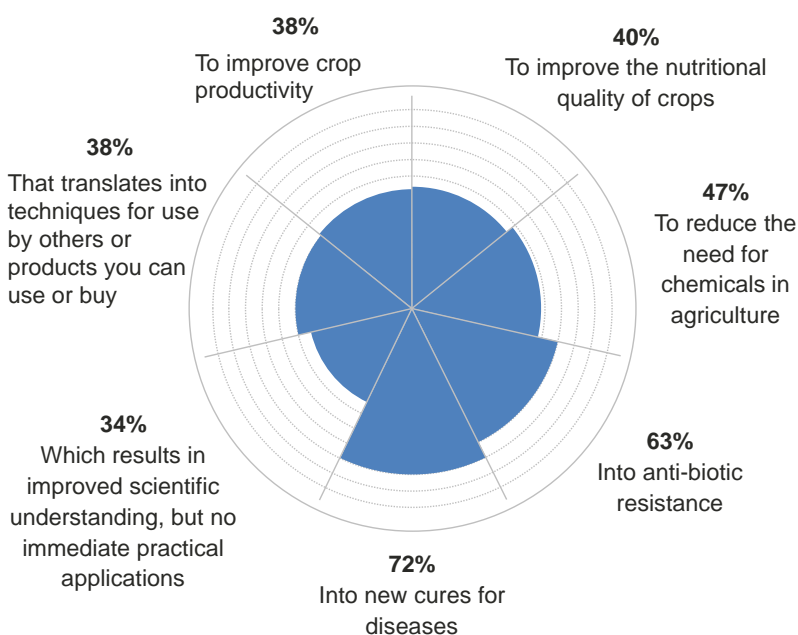 38%
To improve crop
productivity
40%
To improve the nutritional
quality of crops
47%
To reduce the
need for
chemicals in
agriculture
63%
Into anti-biotic
resistance
72%
Into new cures for
diseases
34%
Which results in
improved scientific
understanding, but no
immediate practical
applications
38%
That translates into
techniques for use
by others or
products you can
use or buy